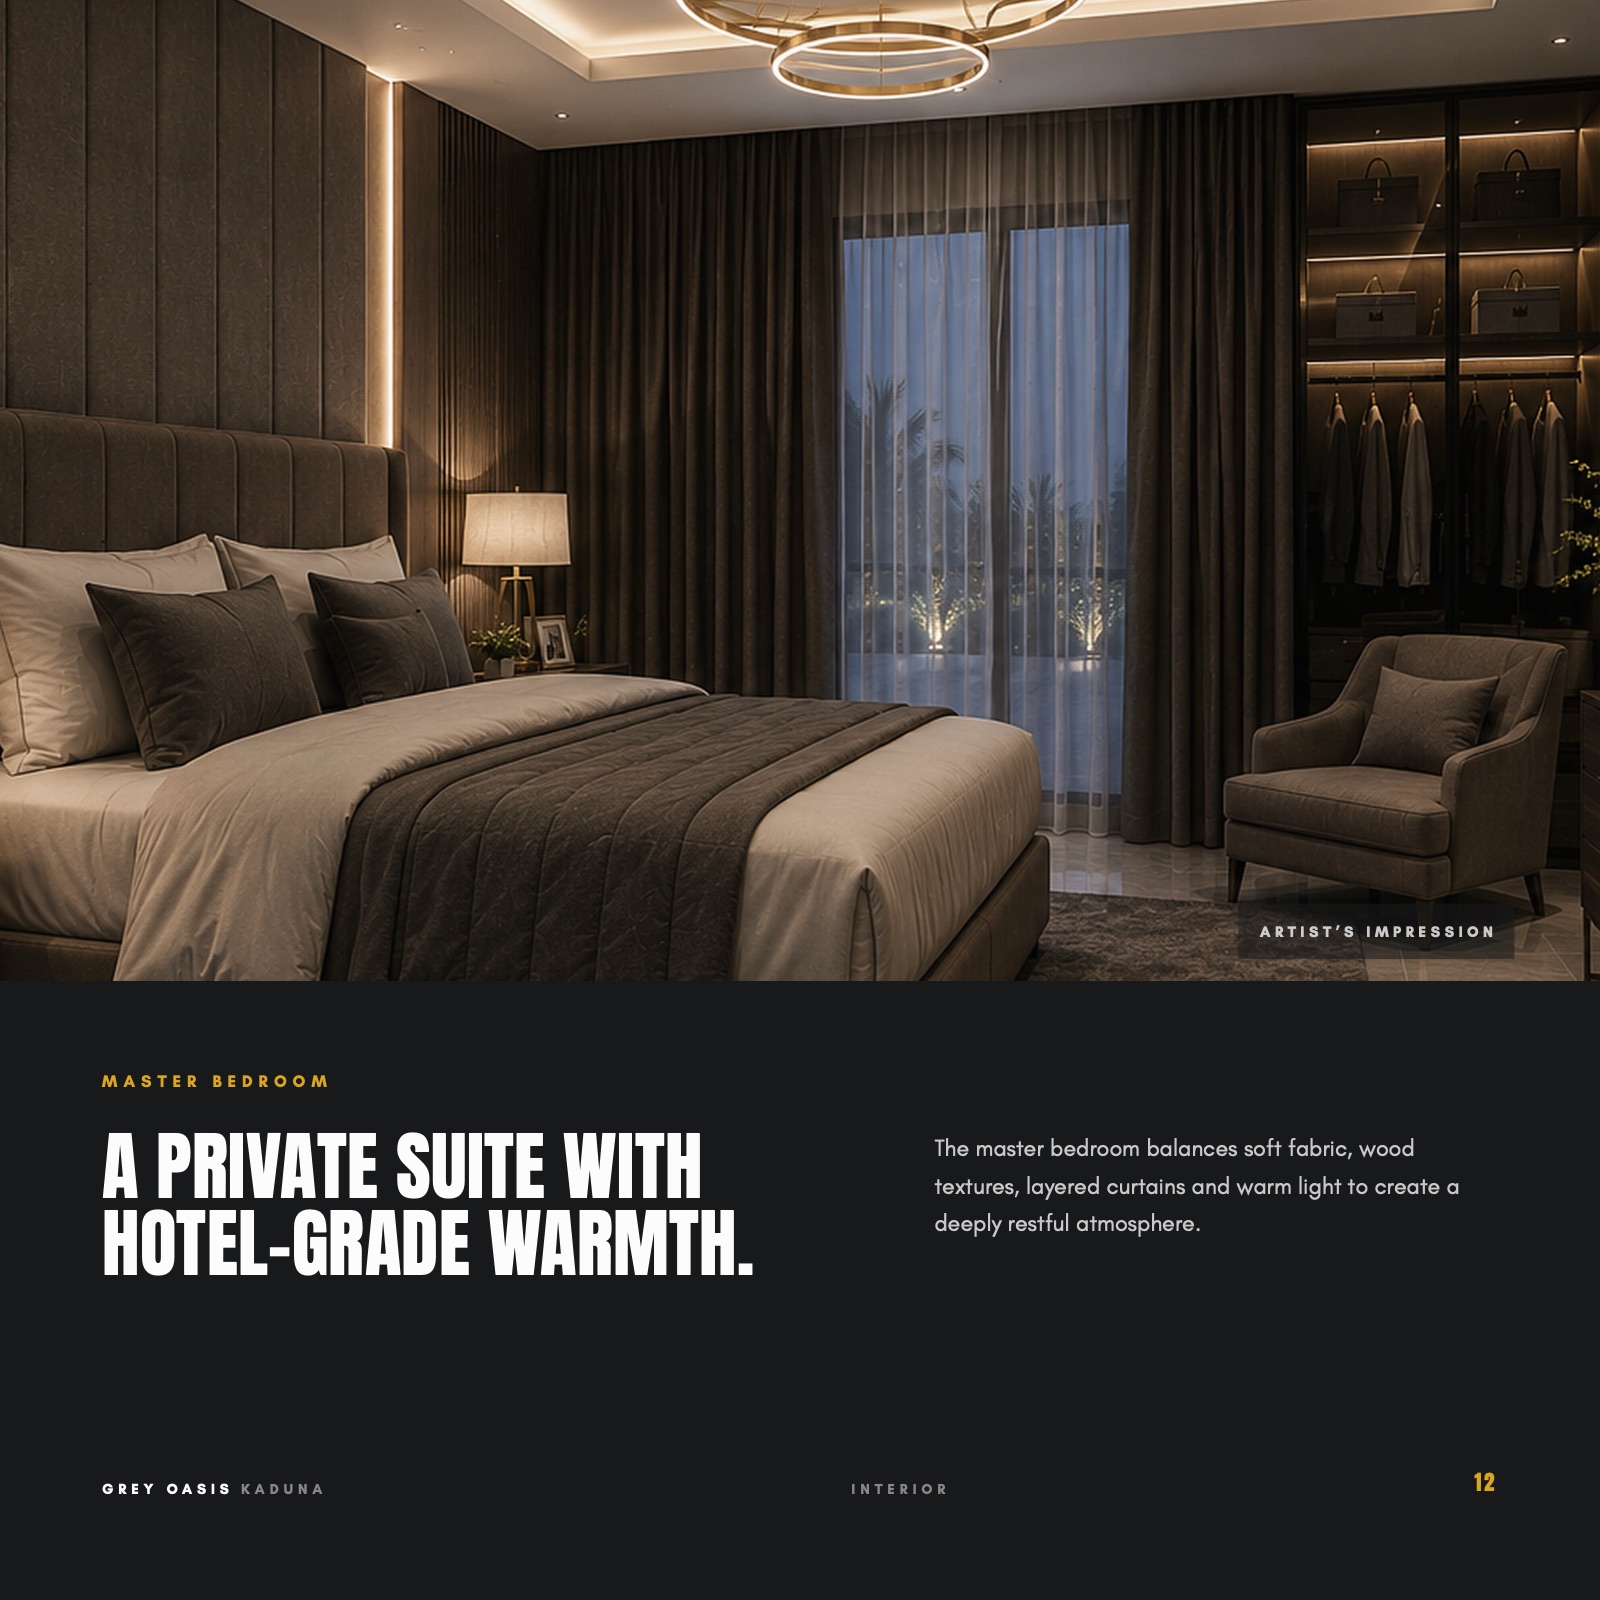 ARTIST’S IMPRESSION
MASTER BEDROOM
A PRIVATE SUITE WITH
HOTEL-GRADE WARMTH.
The master bedroom balances soft fabric, wood
textures, layered curtains and warm light to create a
deeply restful atmosphere.
GREY OASIS KADUNA
INTERIOR
12